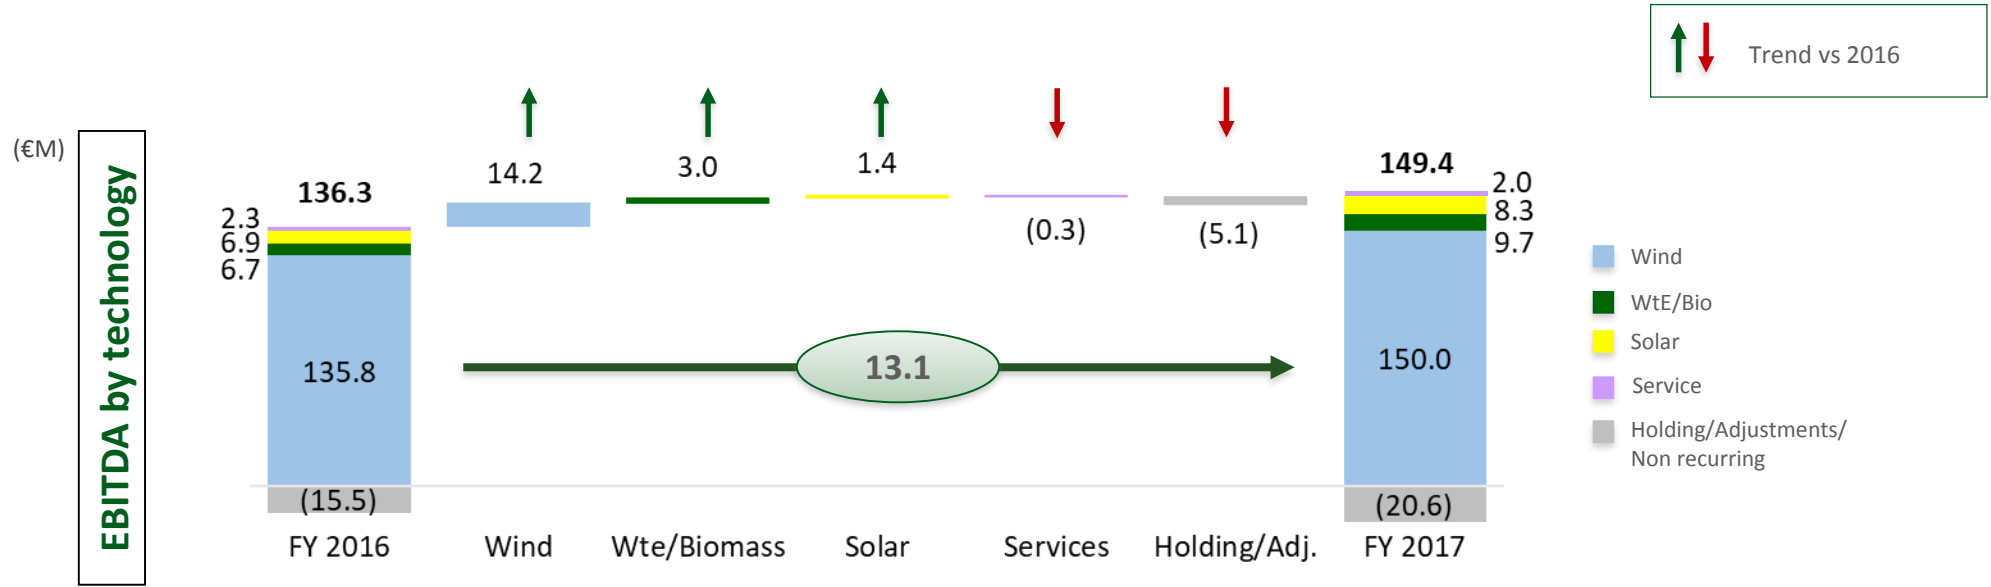 Trend vs 2016
(€M)
EBITDA by technology
136.3
2.3
6.9
6.7
135.8
(15.5)
14.2
3.0
1.4
(0.3)
(5.1)
13.1
149.4
2.0
8.3
9.7
150.0
(20.6)
FY 2016
Wind
Wte/Biomass
Solar
Services
Holding/Adj.
FY 2017
Wind
WtE/Bio
Solar
Service
Holding/Adjustments/
Non recurring